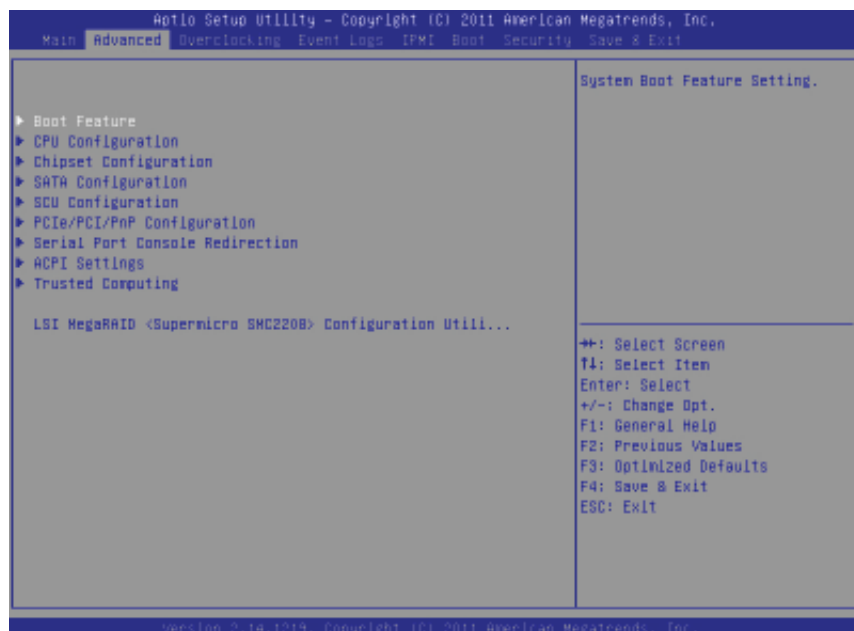 Aptio Setup Utility – Copyright (C) 2011 American Megatrends, Inc.
Main Advanced Overclocking Event Logs IPMI Boot Security Save & Exit
System Boot Feature Setting.
▶ Boot Feature
▶ CPU Configuration
▶ Chipset Configuration
▶ SATA Configuration
▶ SCU Configuration
▶ PCIe/PCI/PnP Configuration
▶ Serial Port Console Redirection
▶ ACPI Settings
▶ Trusted Computing
LSI MegaRAID <Supermicro SMC2208> Configuration Utili...
→←: Select Screen
↑↓: Select Item
Enter: Select
+/-: Change Opt.
F1: General Help
F2: Previous Values
F3: Optimized Defaults
F4: Save & Exit
ESC: Exit
Version 2.14.1219. Copyright (C) 2011 American Megatrends, Inc.